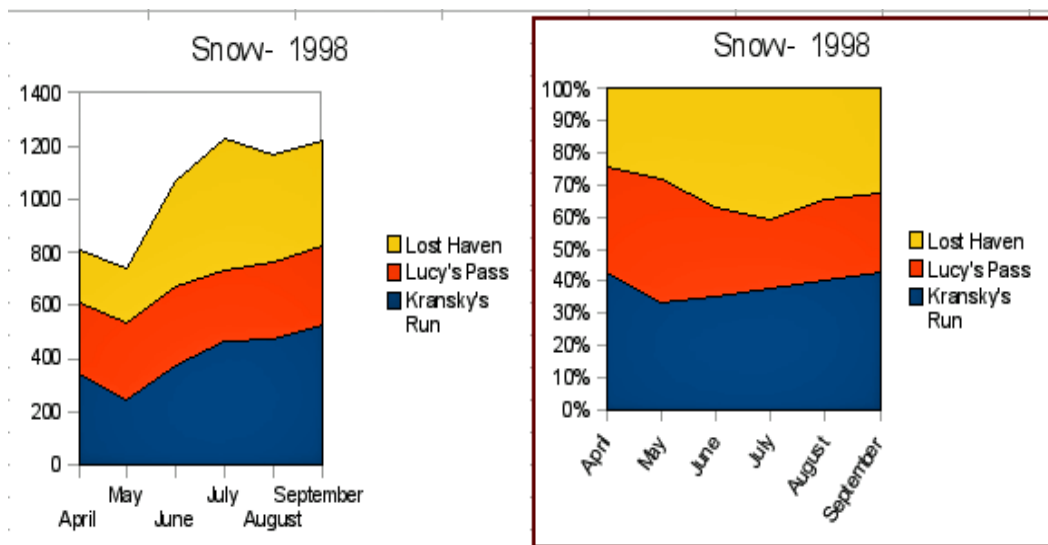 Snow- 1998
1400
1200
1000
800
600
400
200
0
May
July
September
April
June
August
Lost Haven
Lucy's Pass
Kransky's
Run
Snow- 1998
100%
90%
80%
70%
60%
50%
40%
30%
20%
10%
0%
April
May
June
July
August
September
Lost Haven
Lucy's Pass
Kransky's
Run